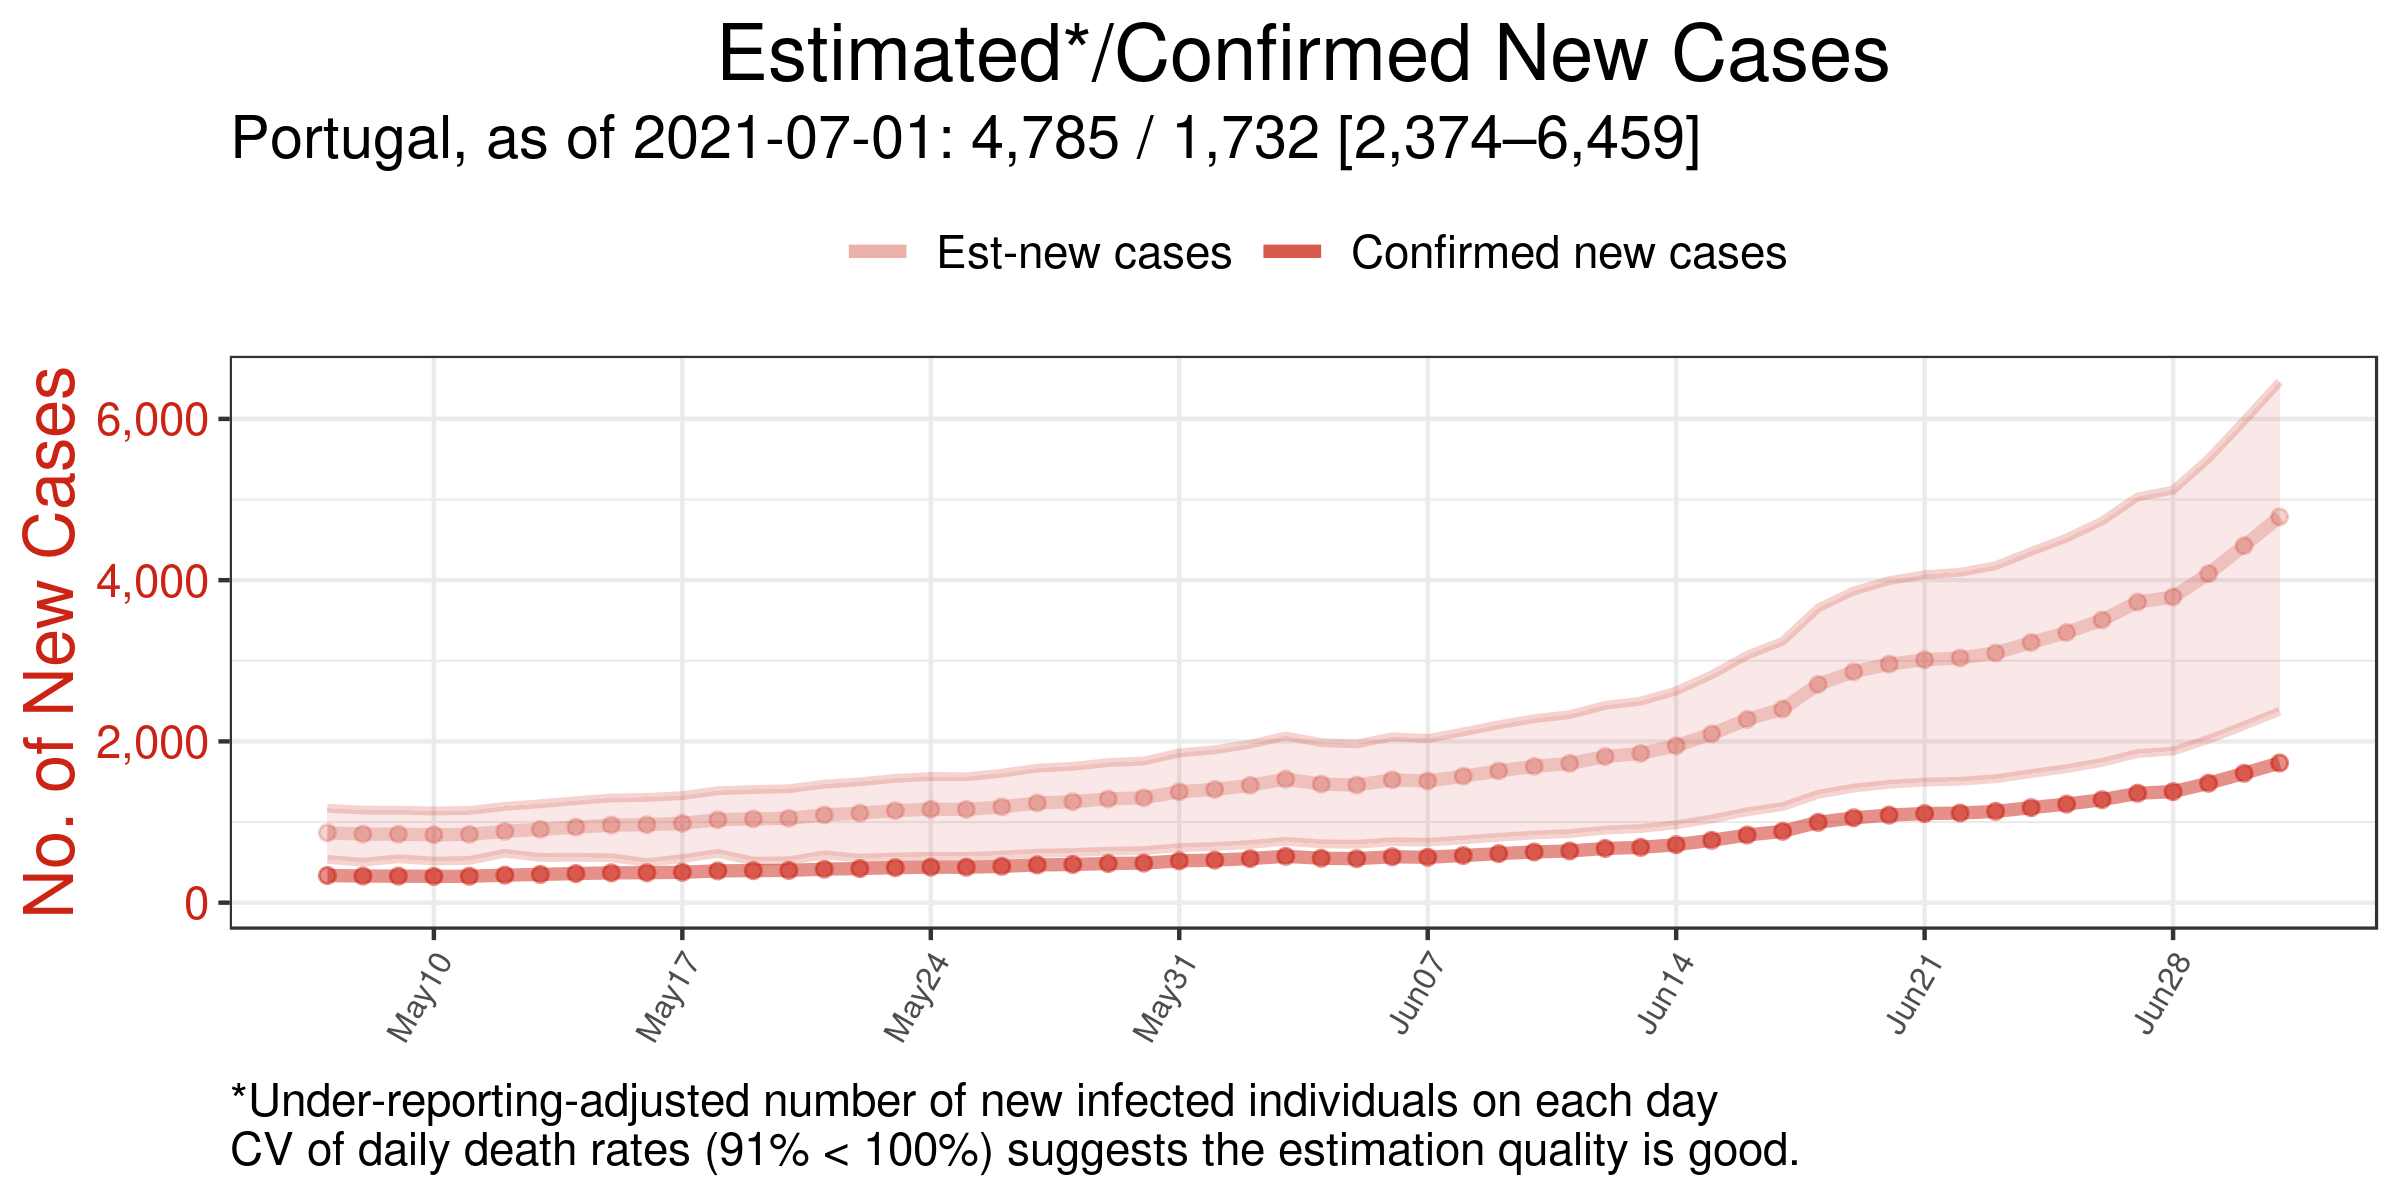 Estimated*/Confirmed New Cases
Portugal, as of 2021-07-01: 4,785 / 1,732 [2,374–6,459]
Est-new cases
Confirmed new cases
No. of New Cases
6,000
4,000
2,000
0
May10
May17
May24
May31
Jun07
Jun14
Jun21
Jun28
*Under-reporting-adjusted number of new infected individuals on each day
CV of daily death rates (91% < 100%) suggests the estimation quality is good.